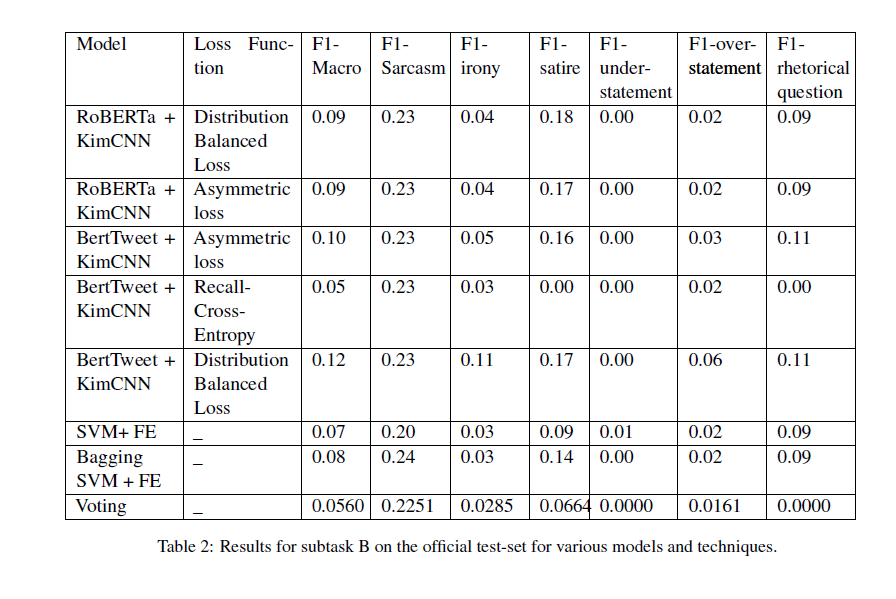 Model Loss Func- F1- F1- F1- F1- F1- F1-over- F1-
tion Macro Sarcasm irony satire under- statement rhetorical
statement question
RoBERTa + Distribution 0.09 0.23 0.04 0.18 0.00 0.02 0.09
KimCNN Balanced
Loss
RoBERTa + Asymmetric 0.09 0.23 0.04 0.17 0.00 0.02 0.09
KimCNN loss
BertTweet + Asymmetric 0.10 0.23 0.05 0.16 0.00 0.03 0.11
KimCNN loss
BertTweet + Recall- 0.05 0.23 0.03 0.00 0.00 0.02 0.00
KimCNN Cross-
Entropy
BertTweet + Distribution 0.12 0.23 0.11 0.17 0.00 0.06 0.11
KimCNN Balanced
Loss
SVM+ FE _ 0.07 0.20 0.03 0.09 0.01 0.02 0.09
Bagging _ 0.08 0.24 0.03 0.14 0.00 0.02 0.09
SVM + FE
Voting _ 0.0560 0.2251 0.0285 0.0664 0.0000 0.0161 0.0000
Table 2: Results for subtask B on the official test-set for various models and techniques.